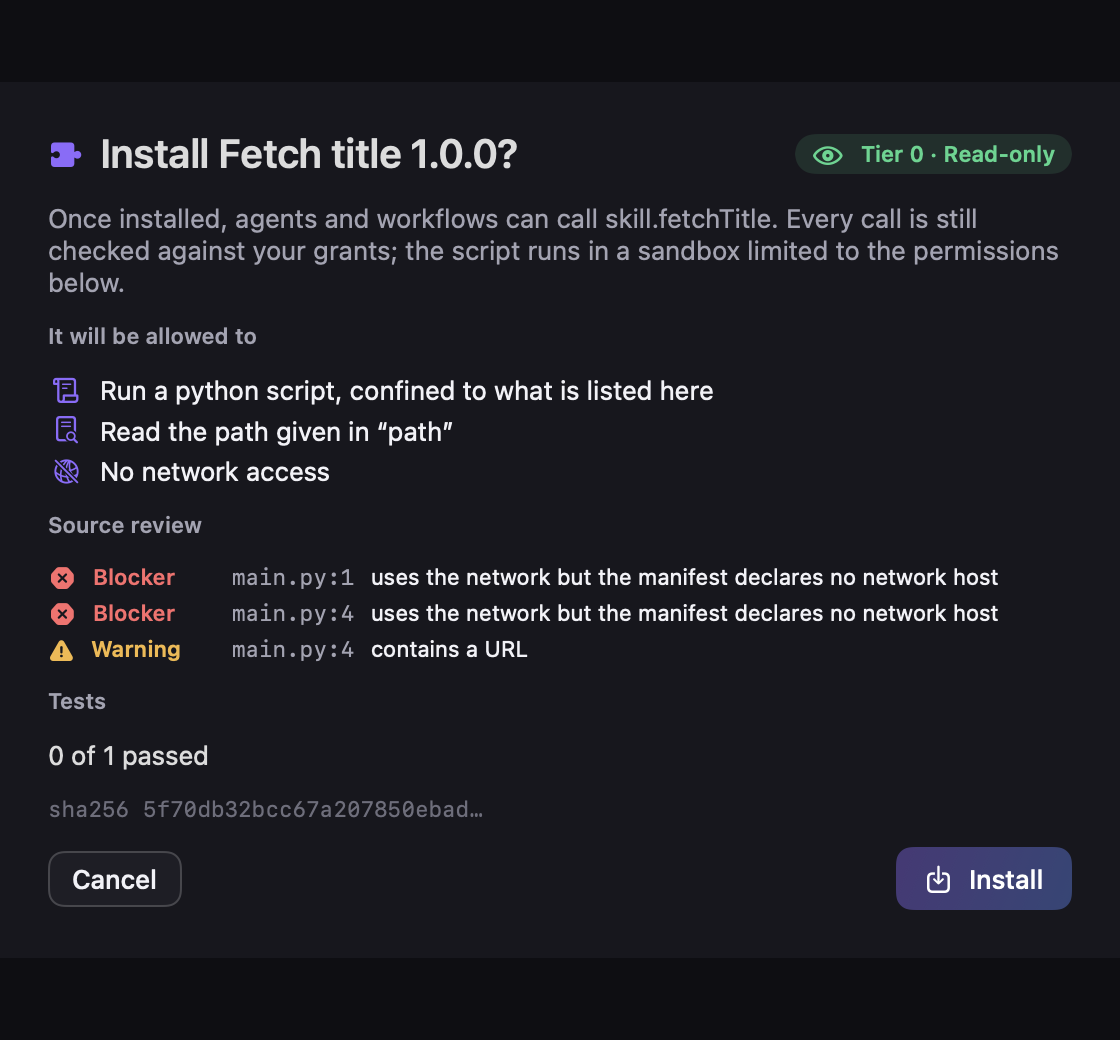 Install Fetch title 1.0.0?
Tier 0 · Read-only
Once installed, agents and workflows can call skill.fetchTitle. Every call is still
checked against your grants; the script runs in a sandbox limited to the permissions
below.
It will be allowed to
Run a python script, confined to what is listed here
Read the path given in “path”
No network access
Source review
Blocker main.py:1 uses the network but the manifest declares no network host
Blocker main.py:4 uses the network but the manifest declares no network host
Warning main.py:4 contains a URL
Tests
0 of 1 passed
sha256 5f70db32bcc67a207850ebad…
Cancel
Install